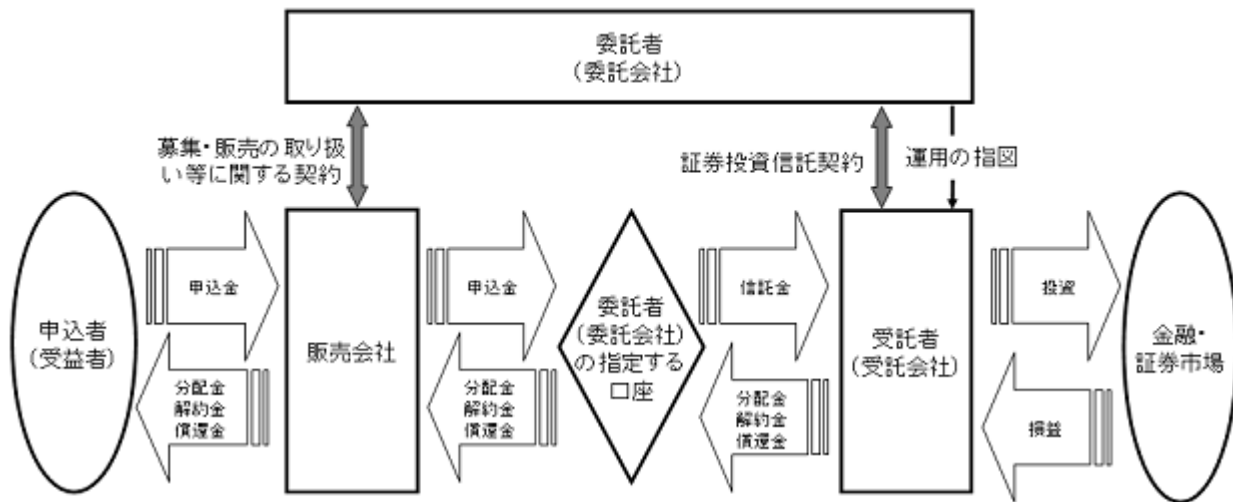 委託者
(委託会社)
募集・販売の取り扱
い等に関する契約
証券投資信託契約
運用の指図
申込者
(受益者)
申込金
分配金
解約金
償還金
販売会社
申込金
分配金
解約金
償還金
委託者
(委託会社)
の指定する
口座
信託金
分配金
解約金
償還金
受託者
(受託会社)
投資
損益
金融・
証券市場